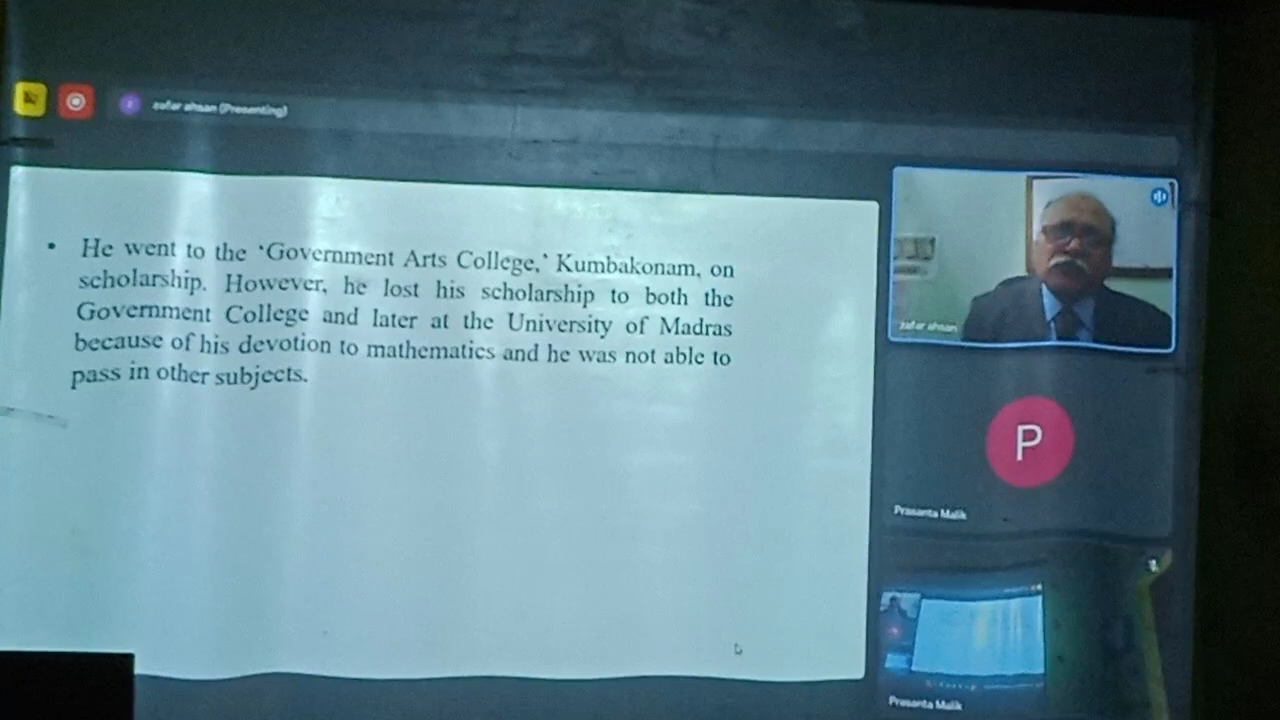 zafar ahsan (Presenting)
• He went to the ‘Government Arts College,’ Kumbakonam, on
scholarship. However, he lost his scholarship to both the
Government College and later at the University of Madras
because of his devotion to mathematics and he was not able to
pass in other subjects.
zafar ahsan
P
Prasanta Malik
Prasanta Malik